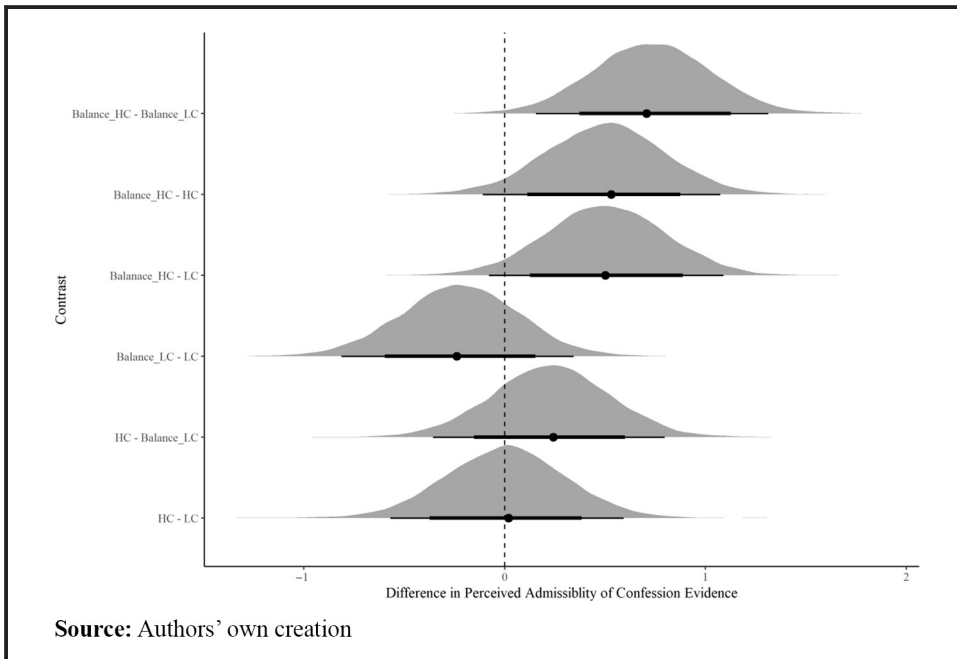 Balance_HC - Balance_LC
Balance_HC - HC
Balanace_HC - LC
Balance_LC - LC
HC - Balance_LC
HC - LC
Contrast
−1
0
1
2
Difference in Perceived Admissiblity of Confession Evidence
Source: Authors’ own creation